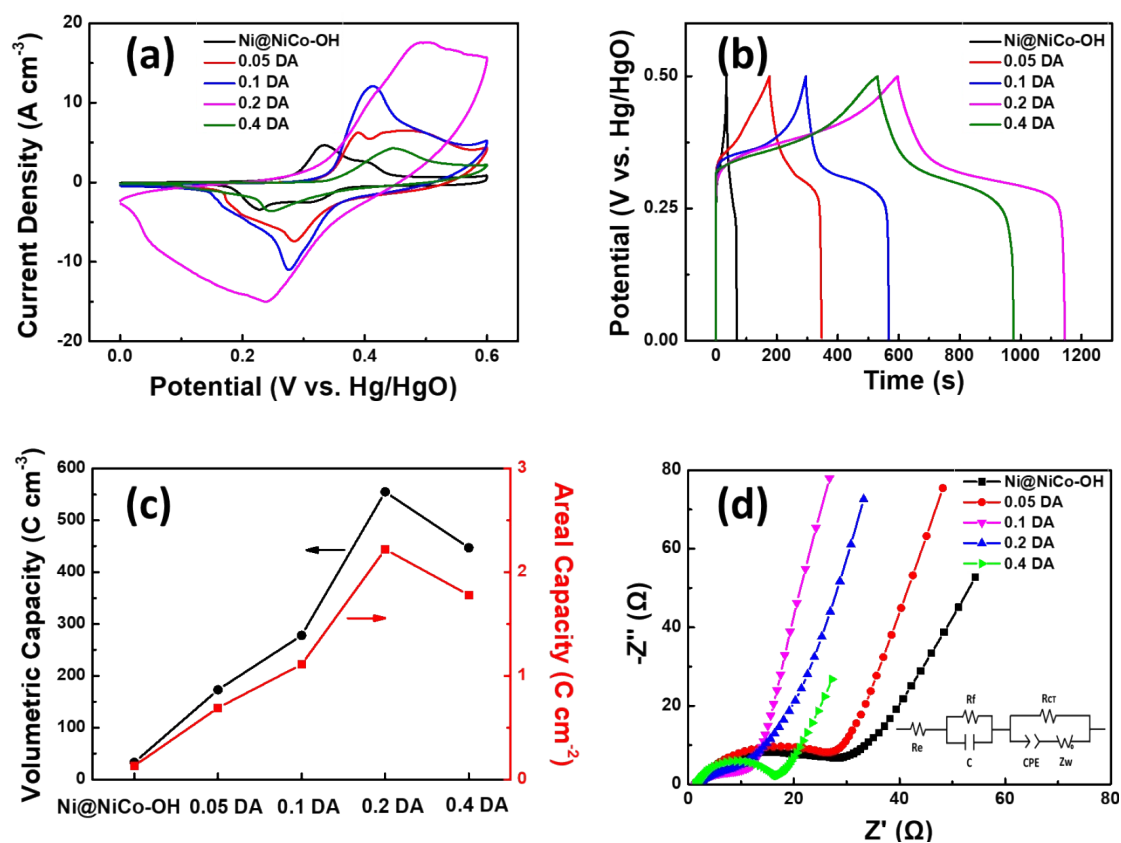 (a)
Ni@NiCo-OH
0.05 DA
0.1 DA
0.2 DA
0.4 DA
Current Density (A cm⁻³)
20
10
0
-10
-20
0.0 0.2 0.4 0.6
Potential (V vs. Hg/HgO)
(b)
Ni@NiCo-OH
0.05 DA
0.1 DA
0.2 DA
0.4 DA
Potential (V vs. Hg/HgO)
0.50
0.25
0.00
0 200 400 600 800 1000 1200
Time (s)
(c)
Volumetric Capacity (C cm⁻³)
600
550
500
450
400
350
300
250
200
150
100
50
0
Ni@NiCo-OH 0.05 DA 0.1 DA 0.2 DA 0.4 DA
3
2
1
0
Areal Capacity (C cm⁻²)
(d)
Ni@NiCo-OH
0.05 DA
0.1 DA
0.2 DA
0.4 DA
-Z'' (Ω)
80
60
40
20
0
Re
Rf
C
RCT
CPE
Zw
0 20 40 60 80
Z' (Ω)